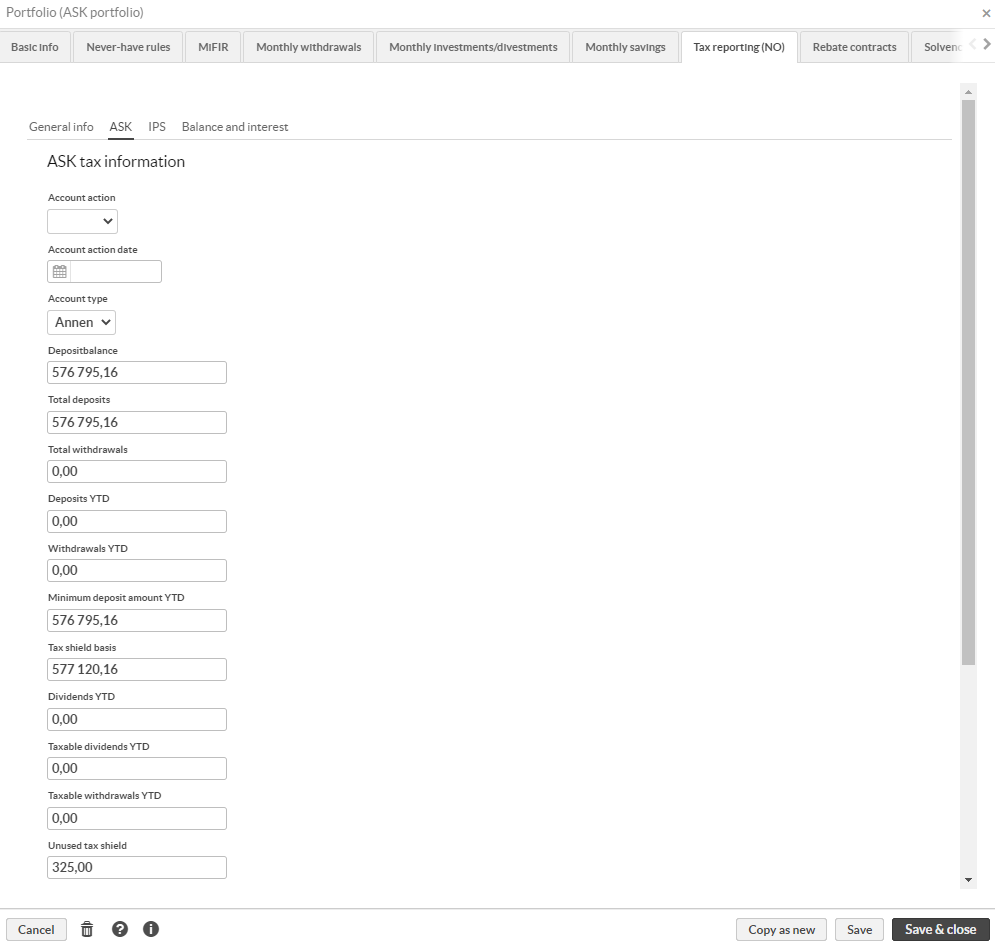 Portfolio (ASK portfolio)
Basic info Never-have rules MiFIR Monthly withdrawals Monthly investments/divestments Monthly savings Tax reporting (NO) Rebate contracts
General info ASK IPS Balance and interest
ASK tax information
Account action
Account action date
Account type
Annen
Depositbalance
576 795,16
Total deposits
576 795,16
Total withdrawals
0,00
Deposits YTD
0,00
Withdrawals YTD
0,00
Minimum deposit amount YTD
576 795,16
Tax shield basis
577 120,16
Dividends YTD
0,00
Taxable dividends YTD
0,00
Taxable withdrawals YTD
0,00
Unused tax shield
325,00
Cancel Copy as new Save Save & close